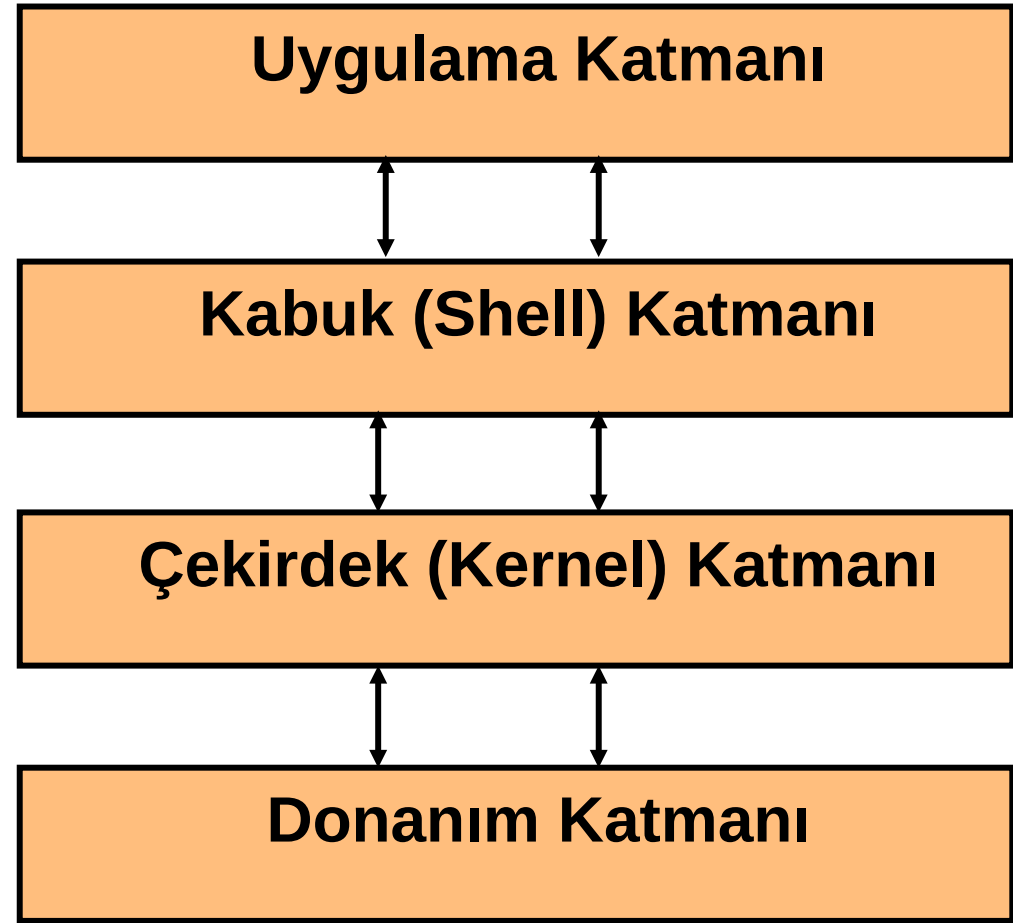 Uygulama Katmanı
Kabuk (Shell) Katmanı
Çekirdek (Kernel) Katmanı
Donanım Katmanı